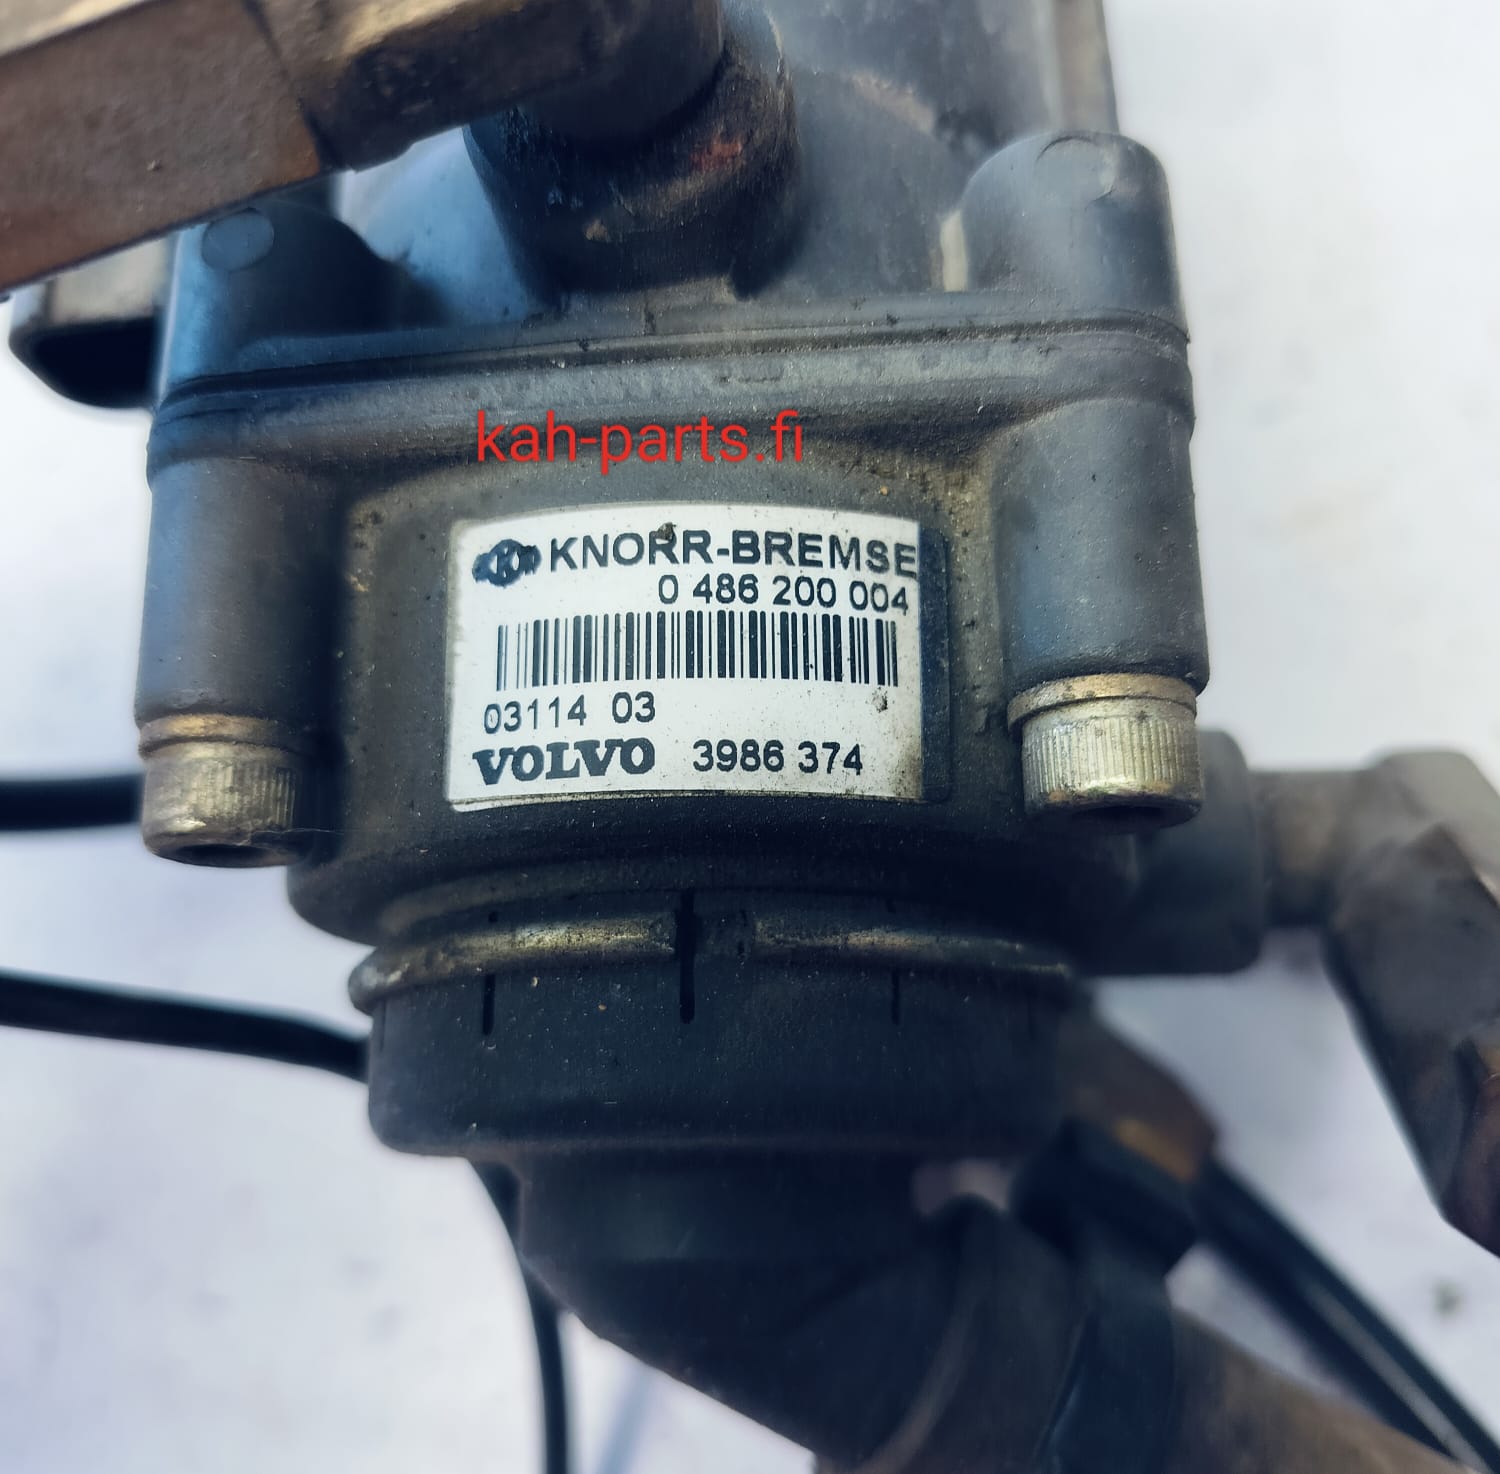 kah-parts.fi
KNORR-BREMSE
0 486 200 004
03114 03
VOLVO 3986 374